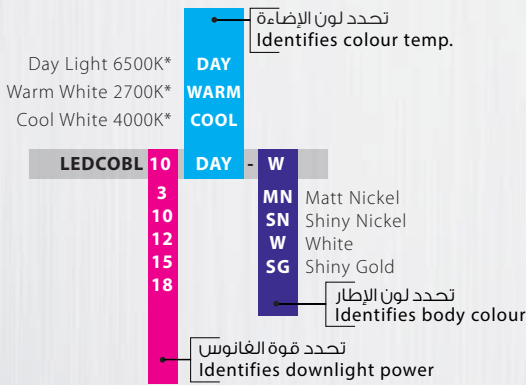 تحدد لون الإضاءة
Identifies colour temp.
Day Light 6500K* DAY
Warm White 2700K* WARM
Cool White 4000K* COOL
LEDCOBL 10 DAY - W
3
10
12
15
18
MN Matt Nickel
SN Shiny Nickel
W White
SG Shiny Gold
تحدد لون الإطار
Identifies body colour
تحدد قوة الفانوس
Identifies downlight power